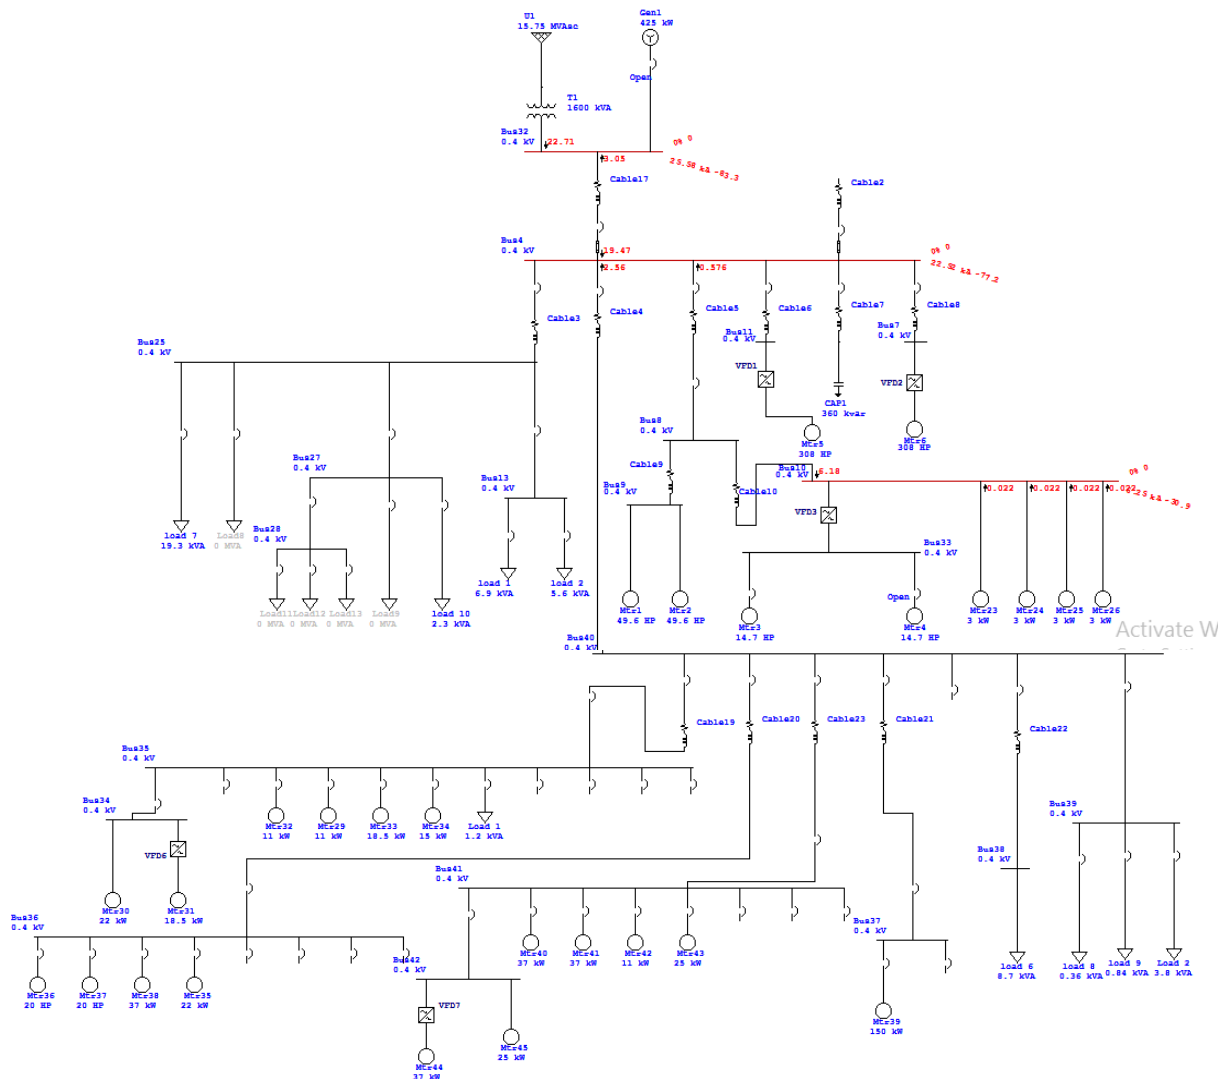 U1
15.75 MVAsc
Gen1
425 kW
Open
T1
1600 kVA
Bus32
0.4 kV
22.71
0% 0
3.05
25.58 kA -83.3
Cable17
Cable2
Bus4
0.4 kV
19.47
0% 0
2.56
0.576
22.52 kA -77.2
Cable3
Cable4
Cable5
Cable6
Cable7
Cable8
Bus25
0.4 kV
Bus11
0.4 kV
Bus7
0.4 kV
VFD1
VFD2
CAP1
360 kvar
Mtr5
308 HP
Mtr6
308 HP
Bus8
0.4 kV
Bus27
0.4 kV
Cable9
Bus10
0.4 kV
6.18
0% 0
Bus13
0.4 kV
Bus9
0.4 kV
Cable10
0.022
0.022
0.022
0.022
.25 kA -30.9
VFD3
load 7
19.3 kVA
Load8
0 MVA
Bus28
0.4 kV
Bus33
0.4 kV
load 1
6.9 kVA
load 2
5.6 kVA
Open
Load11
0 MVA
Load12
0 MVA
Load13
0 MVA
Load9
0 MVA
load 10
2.3 kVA
Mtr1
49.6 HP
Mtr2
49.6 HP
Mtr3
14.7 HP
Mtr4
14.7 HP
Mtr23
3 kW
Mtr24
3 kW
Mtr25
3 kW
Mtr26
3 kW
Activate W
Bus40
0.4 kV
Cable19
Cable20
Cable23
Cable21
Cable22
Bus35
0.4 kV
Bus34
0.4 kV
Mtr32
11 kW
Mtr29
11 kW
Mtr33
18.5 kW
Mtr34
15 kW
Load 1
1.2 kVA
Bus39
0.4 kV
VFD6
Bus38
0.4 kV
Bus41
0.4 kV
Mtr30
22 kW
Mtr31
18.5 kW
Bus36
0.4 kV
Bus37
0.4 kV
Mtr40
37 kW
Mtr41
37 kW
Mtr42
11 kW
Mtr43
25 kW
Bus42
0.4 kV
load 6
8.7 kVA
load 8
0.36 kVA
load 9
0.84 kVA
Load 2
3.8 kVA
Mtr36
20 HP
Mtr37
20 HP
Mtr38
37 kW
Mtr35
22 kW
VFD7
Mtr39
150 kW
Mtr45
25 kW
Mtr44
37 kW